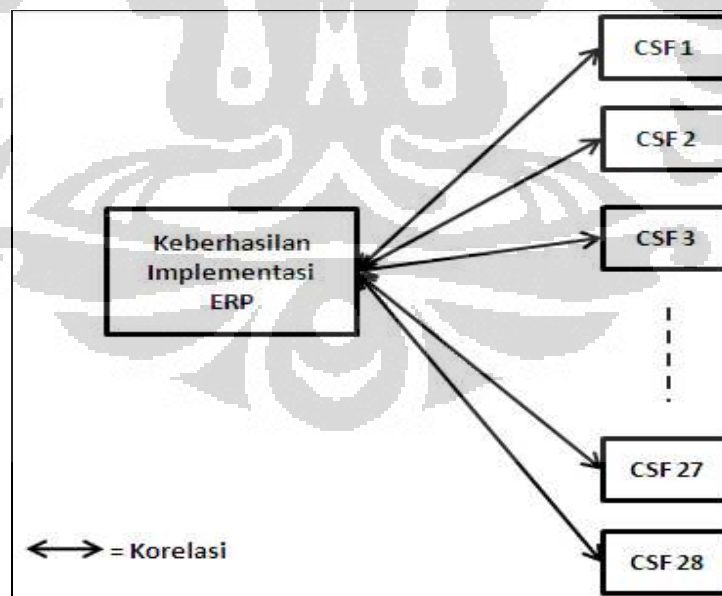 CSF 1
CSF 2
Keberhasilan
Implementasi
ERP
CSF 3
CSF 27
CSF 28
= Korelasi